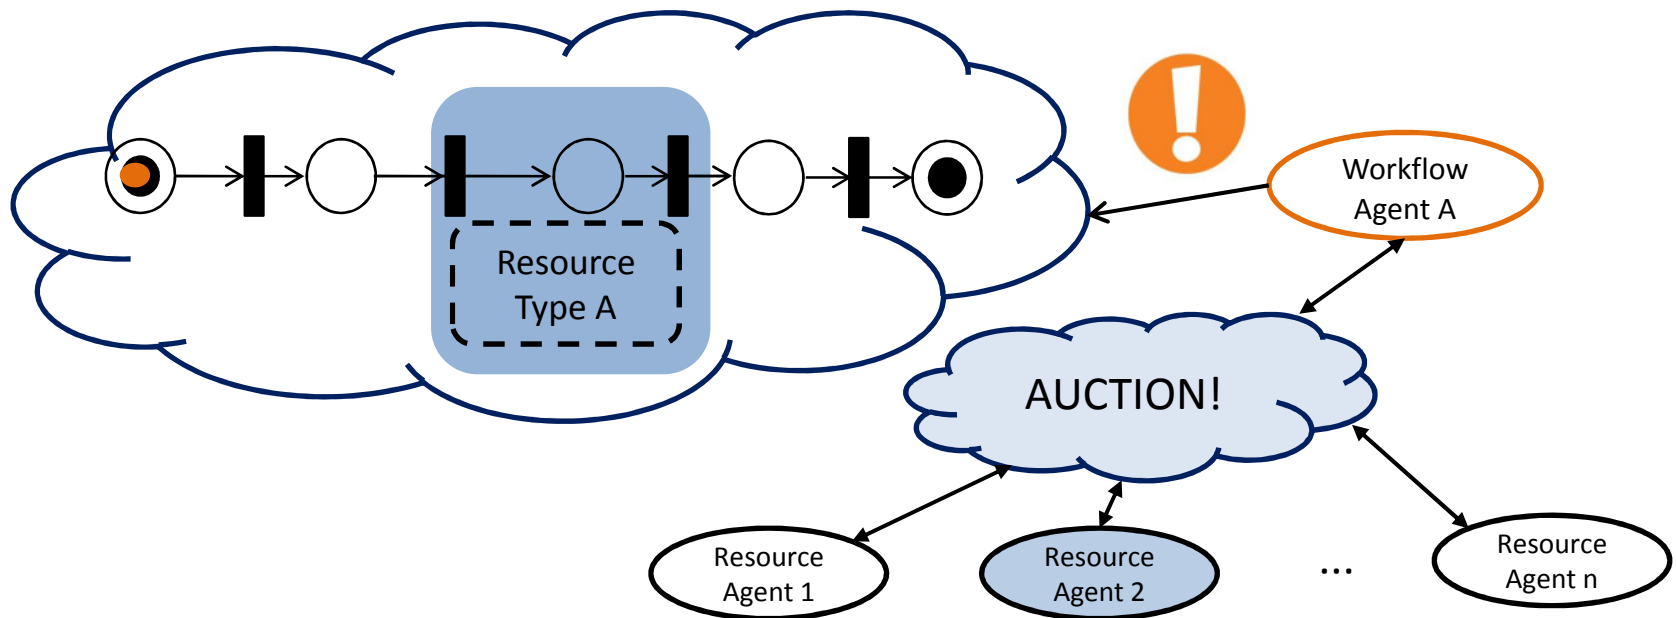 Resource
Type A
Workflow
Agent A
AUCTION!
Resource
Agent 1
Resource
Agent 2
...
Resource
Agent n